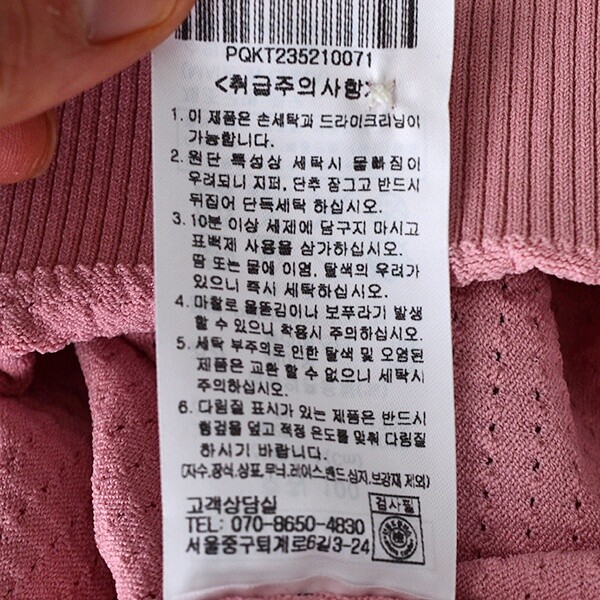 PQKT235210071
<취급주의사항>
1. 이 제품은 손세탁과 드라이크리닝이
가능합니다.
2. 원단 특성상 세탁시 물빠짐이
우려되니 지퍼, 단추 잠그고 반드시
뒤집어 단독세탁 하십시오.
3. 10분 이상 세제에 담구지 마시고
표백제 사용을 삼가하십시오.
땀 또는 물에 이염, 탈색의 우려가
있으니 즉시 세탁하십시오.
4. 마찰로 올뜯김이나 보푸라기 발생
할 수 있으니 착용시 주의하십시오.
5. 세탁 부주의로 인한 탈색 및 오염된
제품은 교환 할 수 없으니 세탁시
주의하십시오.
6. 다림질 표시가 있는 제품은 반드시
헝겊을 덮고 적정 온도를 맞춰 다림질
하시기 바랍니다.
(자수,장식,상표,무늬,레이스밴드,심지,보강재 제외)
고객상담실
검사필
TEL: 070-8650-4830
서울중구퇴계로6길3-24